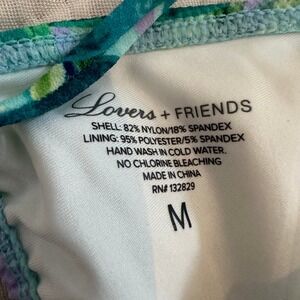 Lovers + FRIENDS
SHELL: 82% NYLON/18% SPANDEX
LINING: 95% POLYESTER/5% SPANDEX
HAND WASH IN COLD WATER.
NO CHLORINE BLEACHING
MADE IN CHINA
RN# 132829
M